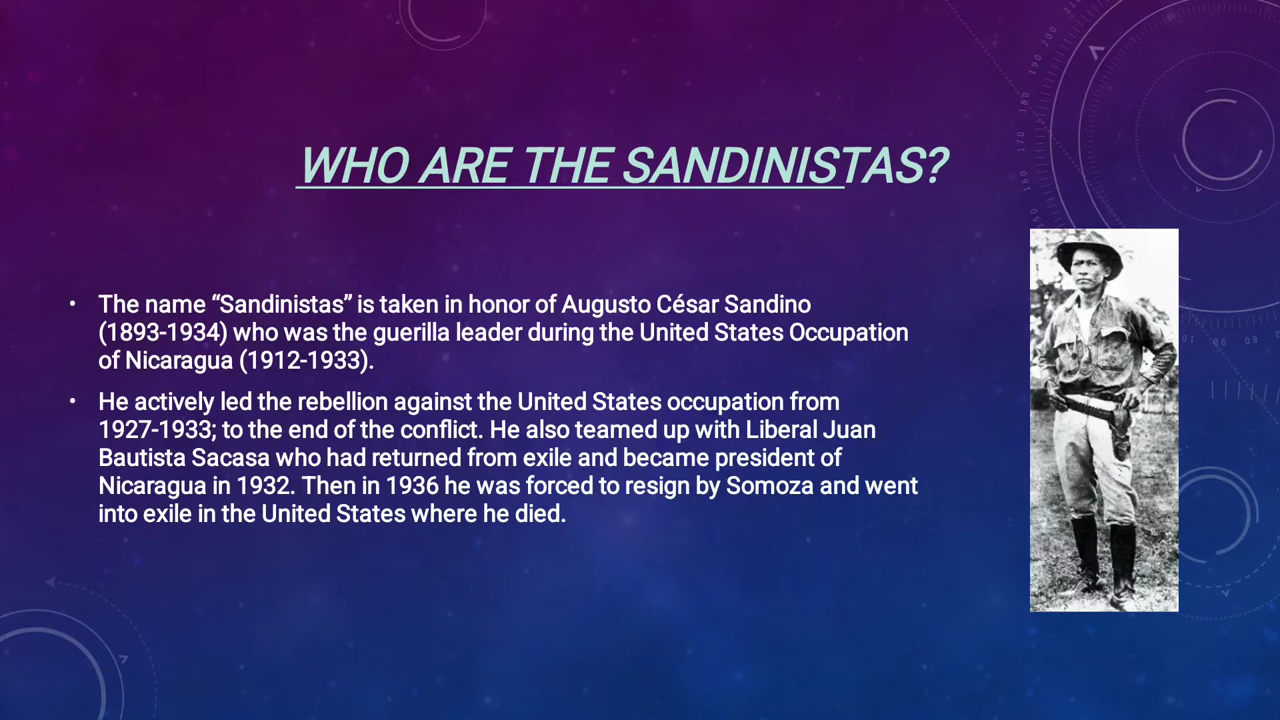 WHO ARE THE SANDINISTAS?
• The name “Sandinistas” is taken in honor of Augusto César Sandino
(1893-1934) who was the guerilla leader during the United States Occupation
of Nicaragua (1912-1933).
• He actively led the rebellion against the United States occupation from
1927-1933; to the end of the conflict. He also teamed up with Liberal Juan
Bautista Sacasa who had returned from exile and became president of
Nicaragua in 1932. Then in 1936 he was forced to resign by Somoza and went
into exile in the United States where he died.